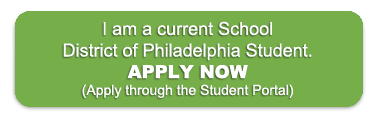 I am a current School
District of Philadelphia Student.
APPLY NOW
(Apply through the Student Portal)